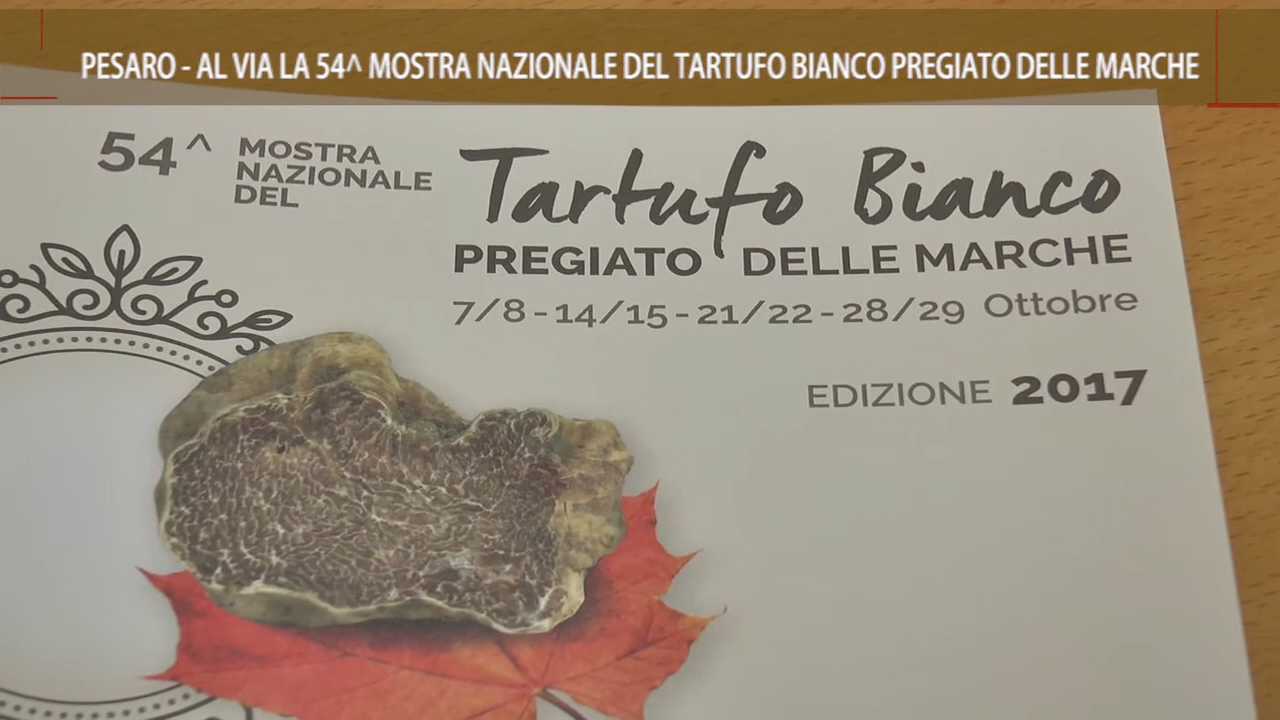 PESARO - AL VIA LA 54^ MOSTRA NAZIONALE DEL TARTUFO BIANCO PREGIATO DELLE MARCHE
54^ MOSTRA
NAZIONALE
DEL
Tartufo Bianco
PREGIATO DELLE MARCHE
7/8 - 14/15 - 21/22 - 28/29 Ottobre
EDIZIONE 2017